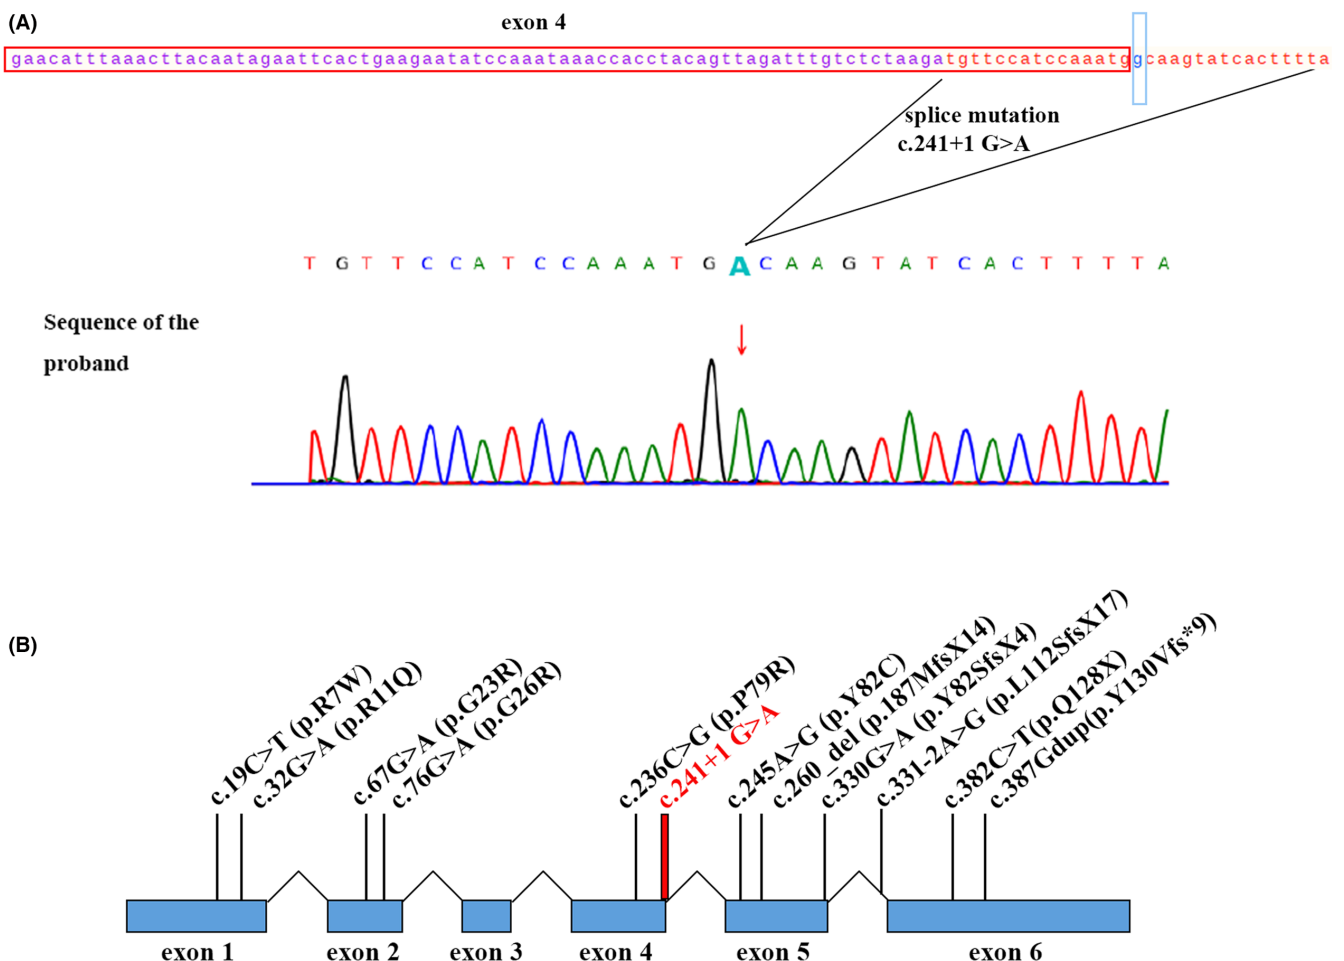 (A)
exon 4
gaacatttaaacttacaatagaattcactgaagaatatccaaataaaccacctacagttagatttgtctctaagatgttccatccaaatggcaagtatcactttta
splice mutation
c.241+1 G>A
T G T T C C A T C C A A A T G A C A A G T A T C A C T T T T A
Sequence of the
proband
(B)
c.19C>T (p.R7W)
c.32G>A (p.R11Q)
c.67G>A (p.G23R)
c.76G>A (p.G26R)
c.236C>G (p.P79R)
c.241+1 G>A
c.245A>G (p.Y82C)
c.260_del (p.187MfsX14)
c.330G>A (p.Y82SfsX4)
c.331-2A>G (p.L112SfsX17)
c.382C>T(p.Q128X)
c.387Gdup(p.Y130Vfs*9)
exon 1
exon 2
exon 3
exon 4
exon 5
exon 6